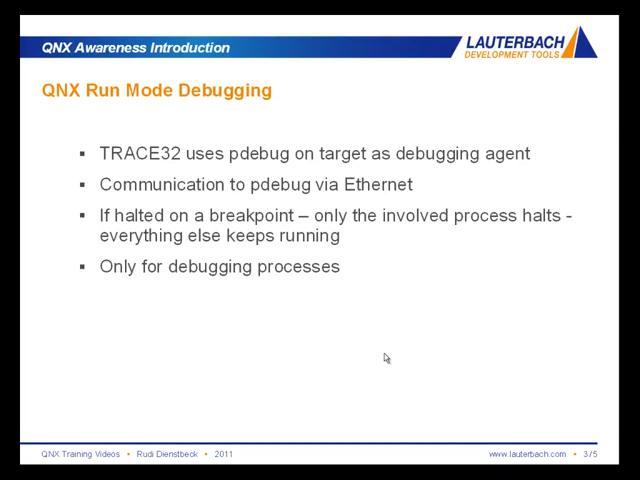 QNX Awareness Introduction
LAUTERBACH
DEVELOPMENT TOOLS
QNX Run Mode Debugging
▪ TRACE32 uses pdebug on target as debugging agent
▪ Communication to pdebug via Ethernet
▪ If halted on a breakpoint – only the involved process halts -
everything else keeps running
▪ Only for debugging processes
QNX Training Videos • Rudi Dienstbeck • 2011 www.lauterbach.com • 3/5